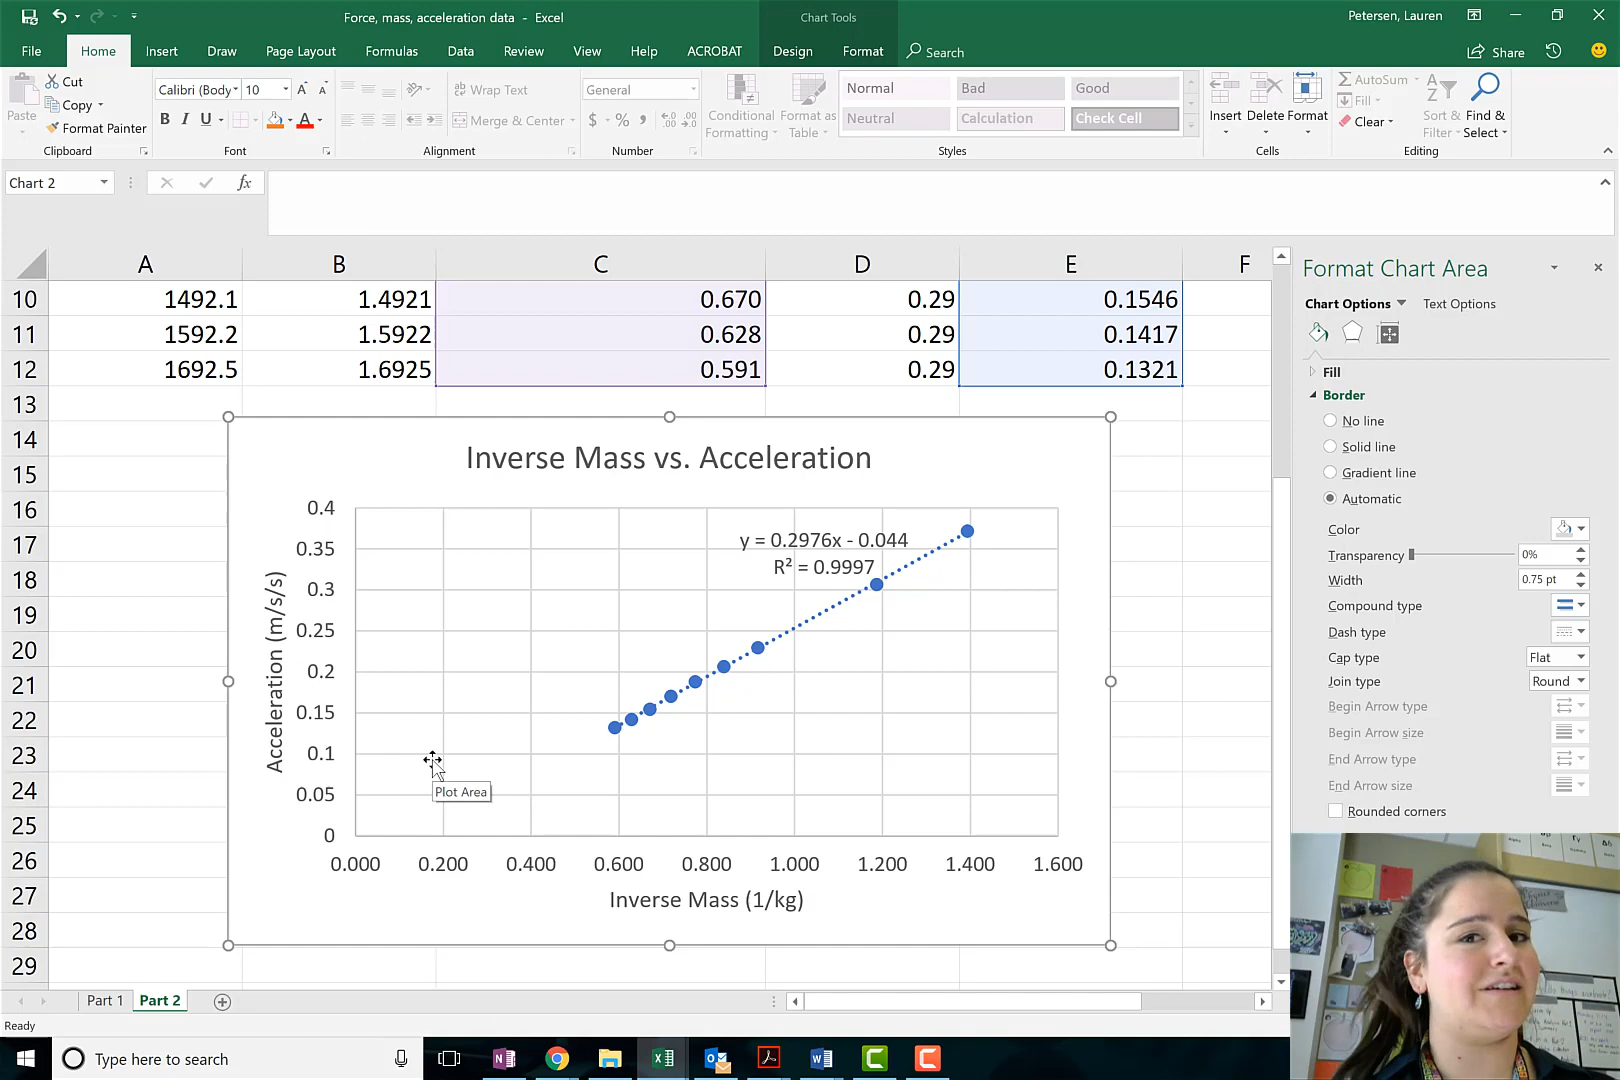 Force, mass, acceleration data - Excel
Chart Tools
Petersen, Lauren
File Home Insert Draw Page Layout Formulas Data Review View Help ACROBAT Design Format Search Share
Paste
Cut
Copy
Format Painter
Clipboard
Calibri (Body 10 A A
B I U A
Font
ab Wrap Text
Merge & Center
Alignment
General
$ % ,
Number
Conditional Formatting
Format as Table
Normal Bad Good
Neutral Calculation Check Cell
Styles
Insert Delete Format
Cells
AutoSum
Fill
Clear
Sort & Filter
Find & Select
Editing
Chart 2 fx
A B C D E F
10 1492.1 1.4921 0.670 0.29 0.1546
11 1592.2 1.5922 0.628 0.29 0.1417
12 1692.5 1.6925 0.591 0.29 0.1321
13
14
15
16
17
18
19
20
21
22
23
24
25
26
27
28
29
Inverse Mass vs. Acceleration
y = 0.2976x - 0.044
R² = 0.9997
Acceleration (m/s/s)
0.4
0.35
0.3
0.25
0.2
0.15
0.1
0.05
0
0.000 0.200 0.400 0.600 0.800 1.000 1.200 1.400 1.600
Inverse Mass (1/kg)
Plot Area
Format Chart Area
Chart Options Text Options
Fill
Border
No line
Solid line
Gradient line
Automatic
Color
Transparency 0%
Width 0.75 pt
Compound type
Dash type
Cap type Flat
Join type Round
Begin Arrow type
Begin Arrow size
End Arrow type
End Arrow size
Rounded corners
Part 1 Part 2
Ready
Type here to search